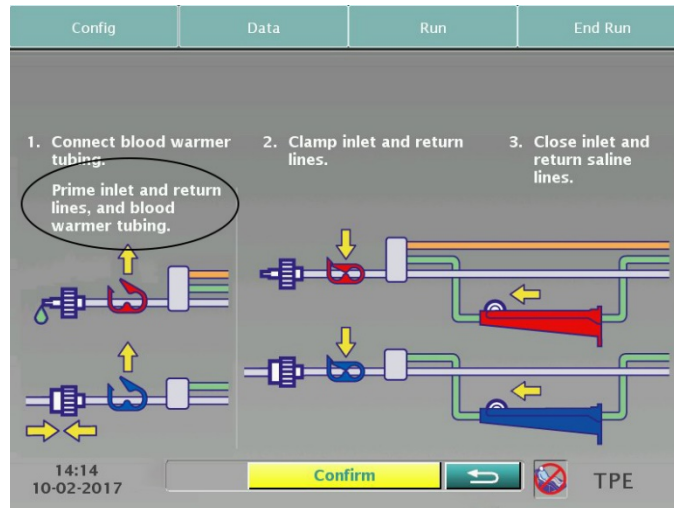 Config Data Run End Run
1. Connect blood warmer
tubing.
Prime inlet and return
lines, and blood
warmer tubing.
2. Clamp inlet and return
lines.
3. Close inlet and
return saline
lines.
14:14
10-02-2017
Confirm
TPE